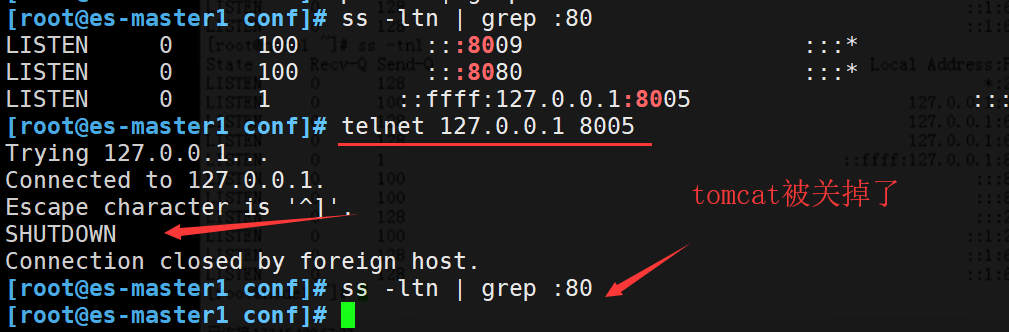 [root@es-master1 conf]# ss -ltn | grep :80
LISTEN 0 100 :::8009 :::*
LISTEN 0 100 :::8080 :::*
LISTEN 0 1 ::ffff:127.0.0.1:8005 :::
[root@es-master1 conf]# telnet 127.0.0.1 8005
Trying 127.0.0.1...
Connected to 127.0.0.1.
Escape character is '^]'.
tomcat被关掉了
SHUTDOWN
Connection closed by foreign host.
[root@es-master1 conf]# ss -ltn | grep :80
[root@es-master1 conf]#